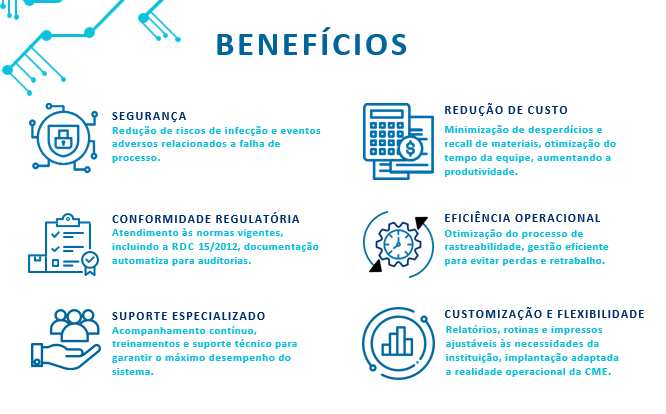 BENEFÍCIOS
SEGURANÇA
Redução de riscos de infecção e eventos
adversos relacionados a falha de
processo.
REDUÇÃO DE CUSTO
Minimização de desperdícios e
recall de materiais, otimização do
tempo da equipe, aumentando a
produtividade.
CONFORMIDADE REGULATÓRIA
Atendimento às normas vigentes,
incluindo a RDC 15/2012, documentação
automatiza para auditorias.
EFICIÊNCIA OPERACIONAL
Otimização do processo de
rastreabilidade, gestão eficiente
para evitar perdas e retrabalho.
SUPORTE ESPECIALIZADO
Acompanhamento contínuo,
treinamentos e suporte técnico para
garantir o máximo desempenho do
sistema.
CUSTOMIZAÇÃO E FLEXIBILIDADE
Relatórios, rotinas e impressos
ajustáveis às necessidades da
instituição, implantação adaptada
a realidade operacional da CME.